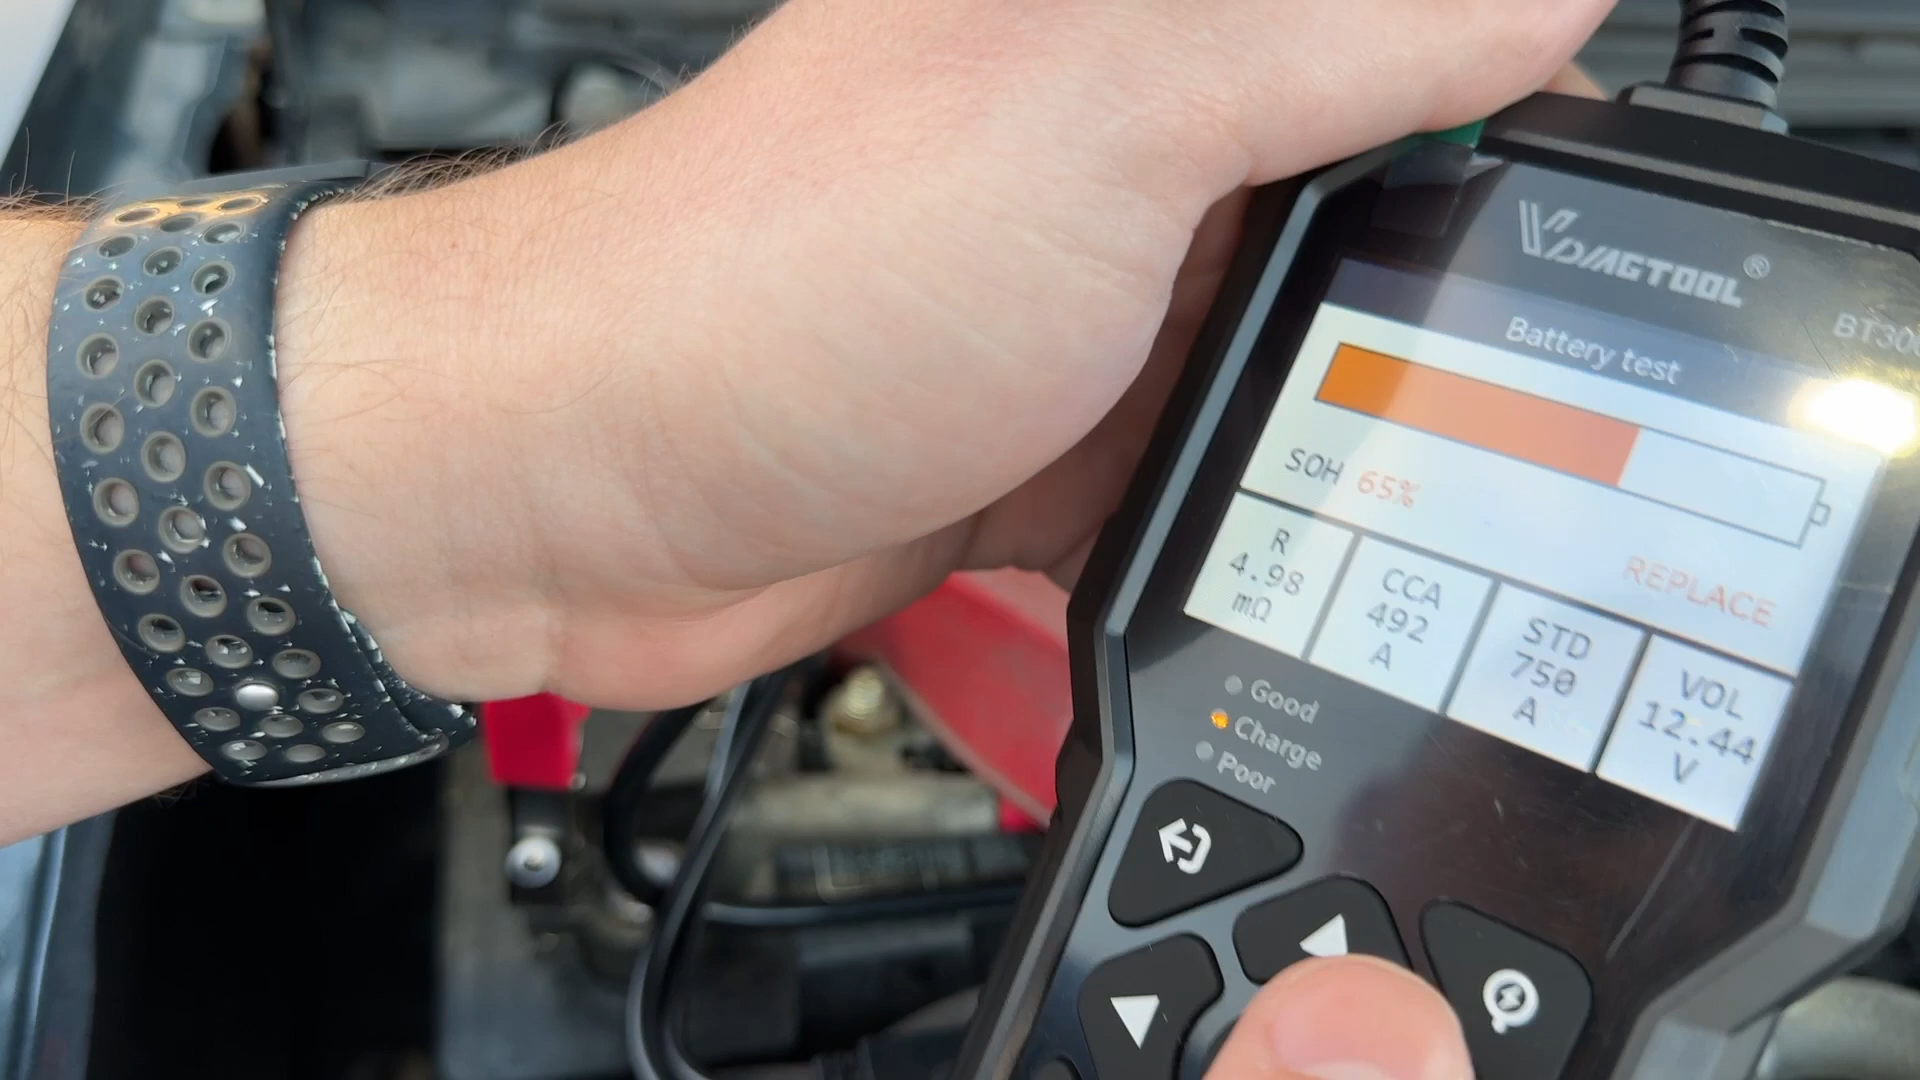 VDIAGTOOL®
Battery test
SOH 65%
REPLACE
R
4.98
mΩ
CCA
492
A
STD
750
A
VOL
12.44
V
Good
Charge
Poor